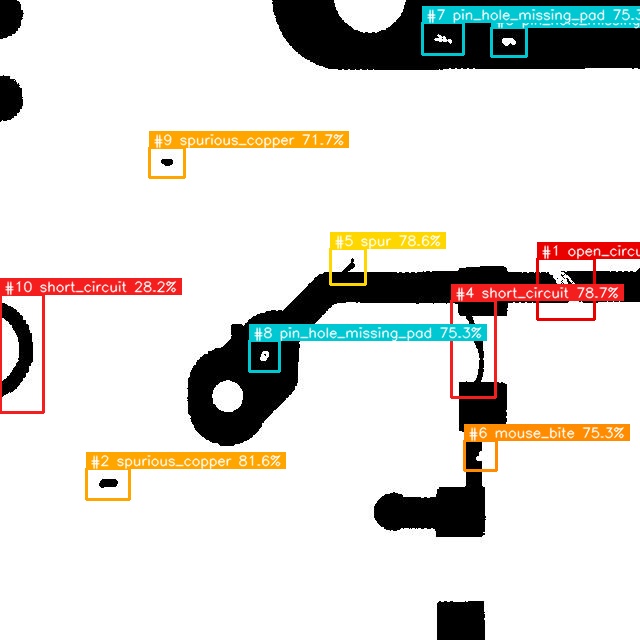 #7 pin_hole_missing_pad 75.3
#9 spurious_copper 71.7%
#5 spur 78.6%
#1 open_circu
#10 short_circuit 28.2%
#4 short_circuit 78.7%
#8 pin_hole_missing_pad 75.3%
#6 mouse_bite 75.3%
#2 spurious_copper 81.6%